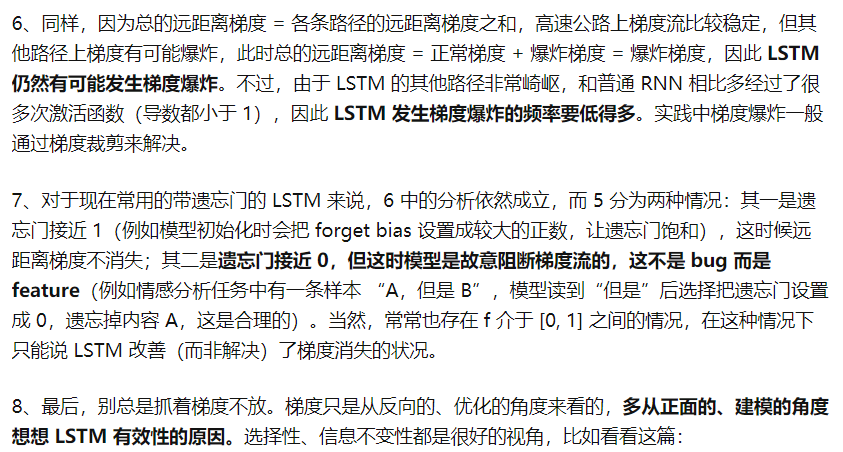 6、同样，因为总的远距离梯度 = 各条路径的远距离梯度之和，高速公路上梯度流比较稳定，但其
他路径上梯度有可能爆炸，此时总的远距离梯度 = 正常梯度 + 爆炸梯度 = 爆炸梯度，因此 LSTM
仍然有可能发生梯度爆炸。不过，由于 LSTM 的其他路径非常崎岖，和普通 RNN 相比多经过了很
多次激活函数（导数都小于 1），因此 LSTM 发生梯度爆炸的频率要低得多。实践中梯度爆炸一般
通过梯度裁剪来解决。
7、对于现在常用的带遗忘门的 LSTM 来说，6 中的分析依然成立，而 5 分为两种情况：其一是遗
忘门接近 1（例如模型初始化时会把 forget bias 设置成较大的正数，让遗忘门饱和），这时候远
距离梯度不消失；其二是遗忘门接近 0，但这时模型是故意阻断梯度流的，这不是 bug 而是
feature（例如情感分析任务中有一条样本 “A，但是 B”，模型读到“但是”后选择把遗忘门设置
成 0，遗忘掉内容 A，这是合理的）。当然，常常也存在 f 介于 [0, 1] 之间的情况，在这种情况下
只能说 LSTM 改善（而非解决）了梯度消失的状况。
8、最后，别总是抓着梯度不放。梯度只是从反向的、优化的角度来看的，多从正面的、建模的角度
想想 LSTM 有效性的原因。选择性、信息不变性都是很好的视角，比如看看这篇：